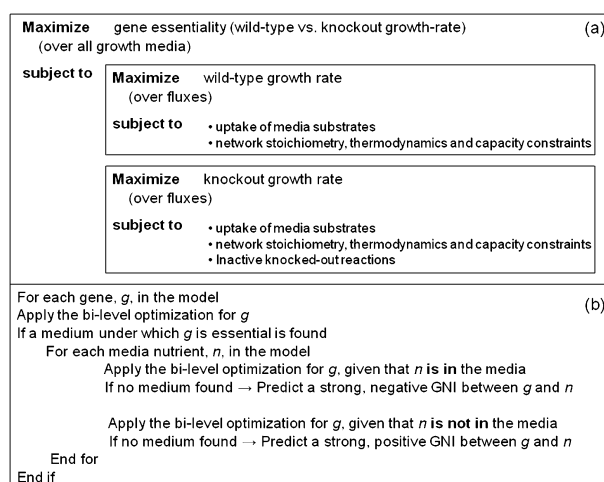 Maximize gene essentiality (wild-type vs. knockout growth-rate) (a)
(over all growth media)
subject to Maximize wild-type growth rate
(over fluxes)
subject to • uptake of media substrates
• network stoichiometry, thermodynamics and capacity constraints
Maximize knockout growth rate
(over fluxes)
subject to • uptake of media substrates
• network stoichiometry, thermodynamics and capacity constraints
• Inactive knocked-out reactions
For each gene, g, in the model (b)
Apply the bi-level optimization for g
If a medium under which g is essential is found
For each media nutrient, n, in the model
Apply the bi-level optimization for g, given that n is in the media
If no medium found → Predict a strong, negative GNI between g and n
Apply the bi-level optimization for g, given that n is not in the media
If no medium found → Predict a strong, positive GNI between g and n
End for
End if